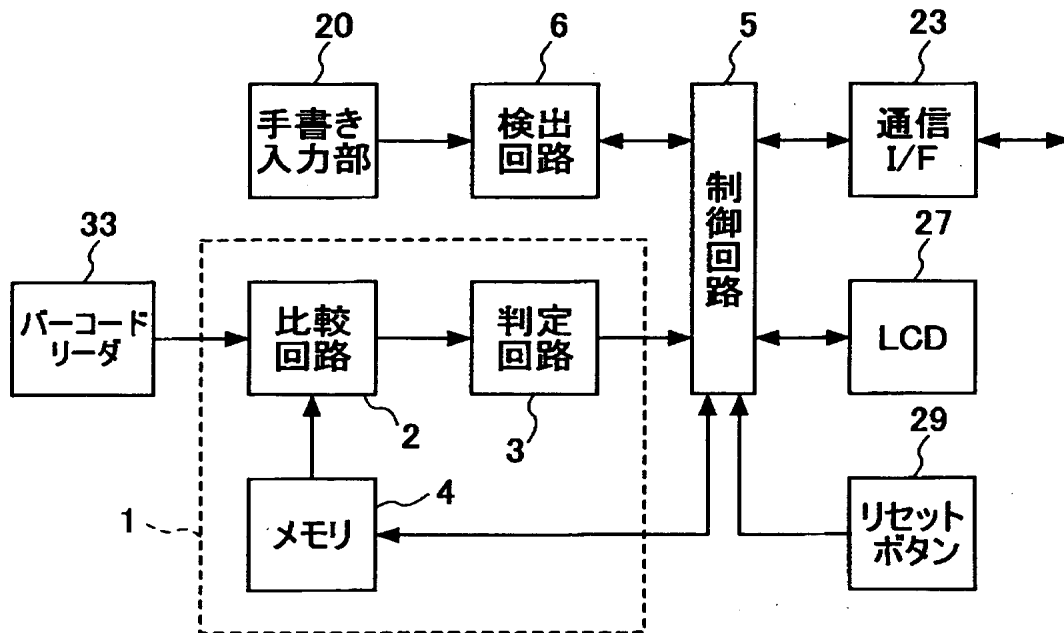 20
6
5
23
手書き
入力部
検出
回路
制御回路
通信
I/F
33
27
バーコード
リーダ
比較
回路
判定
回路
LCD
2
3
29
1
4
メモリ
リセット
ボタン